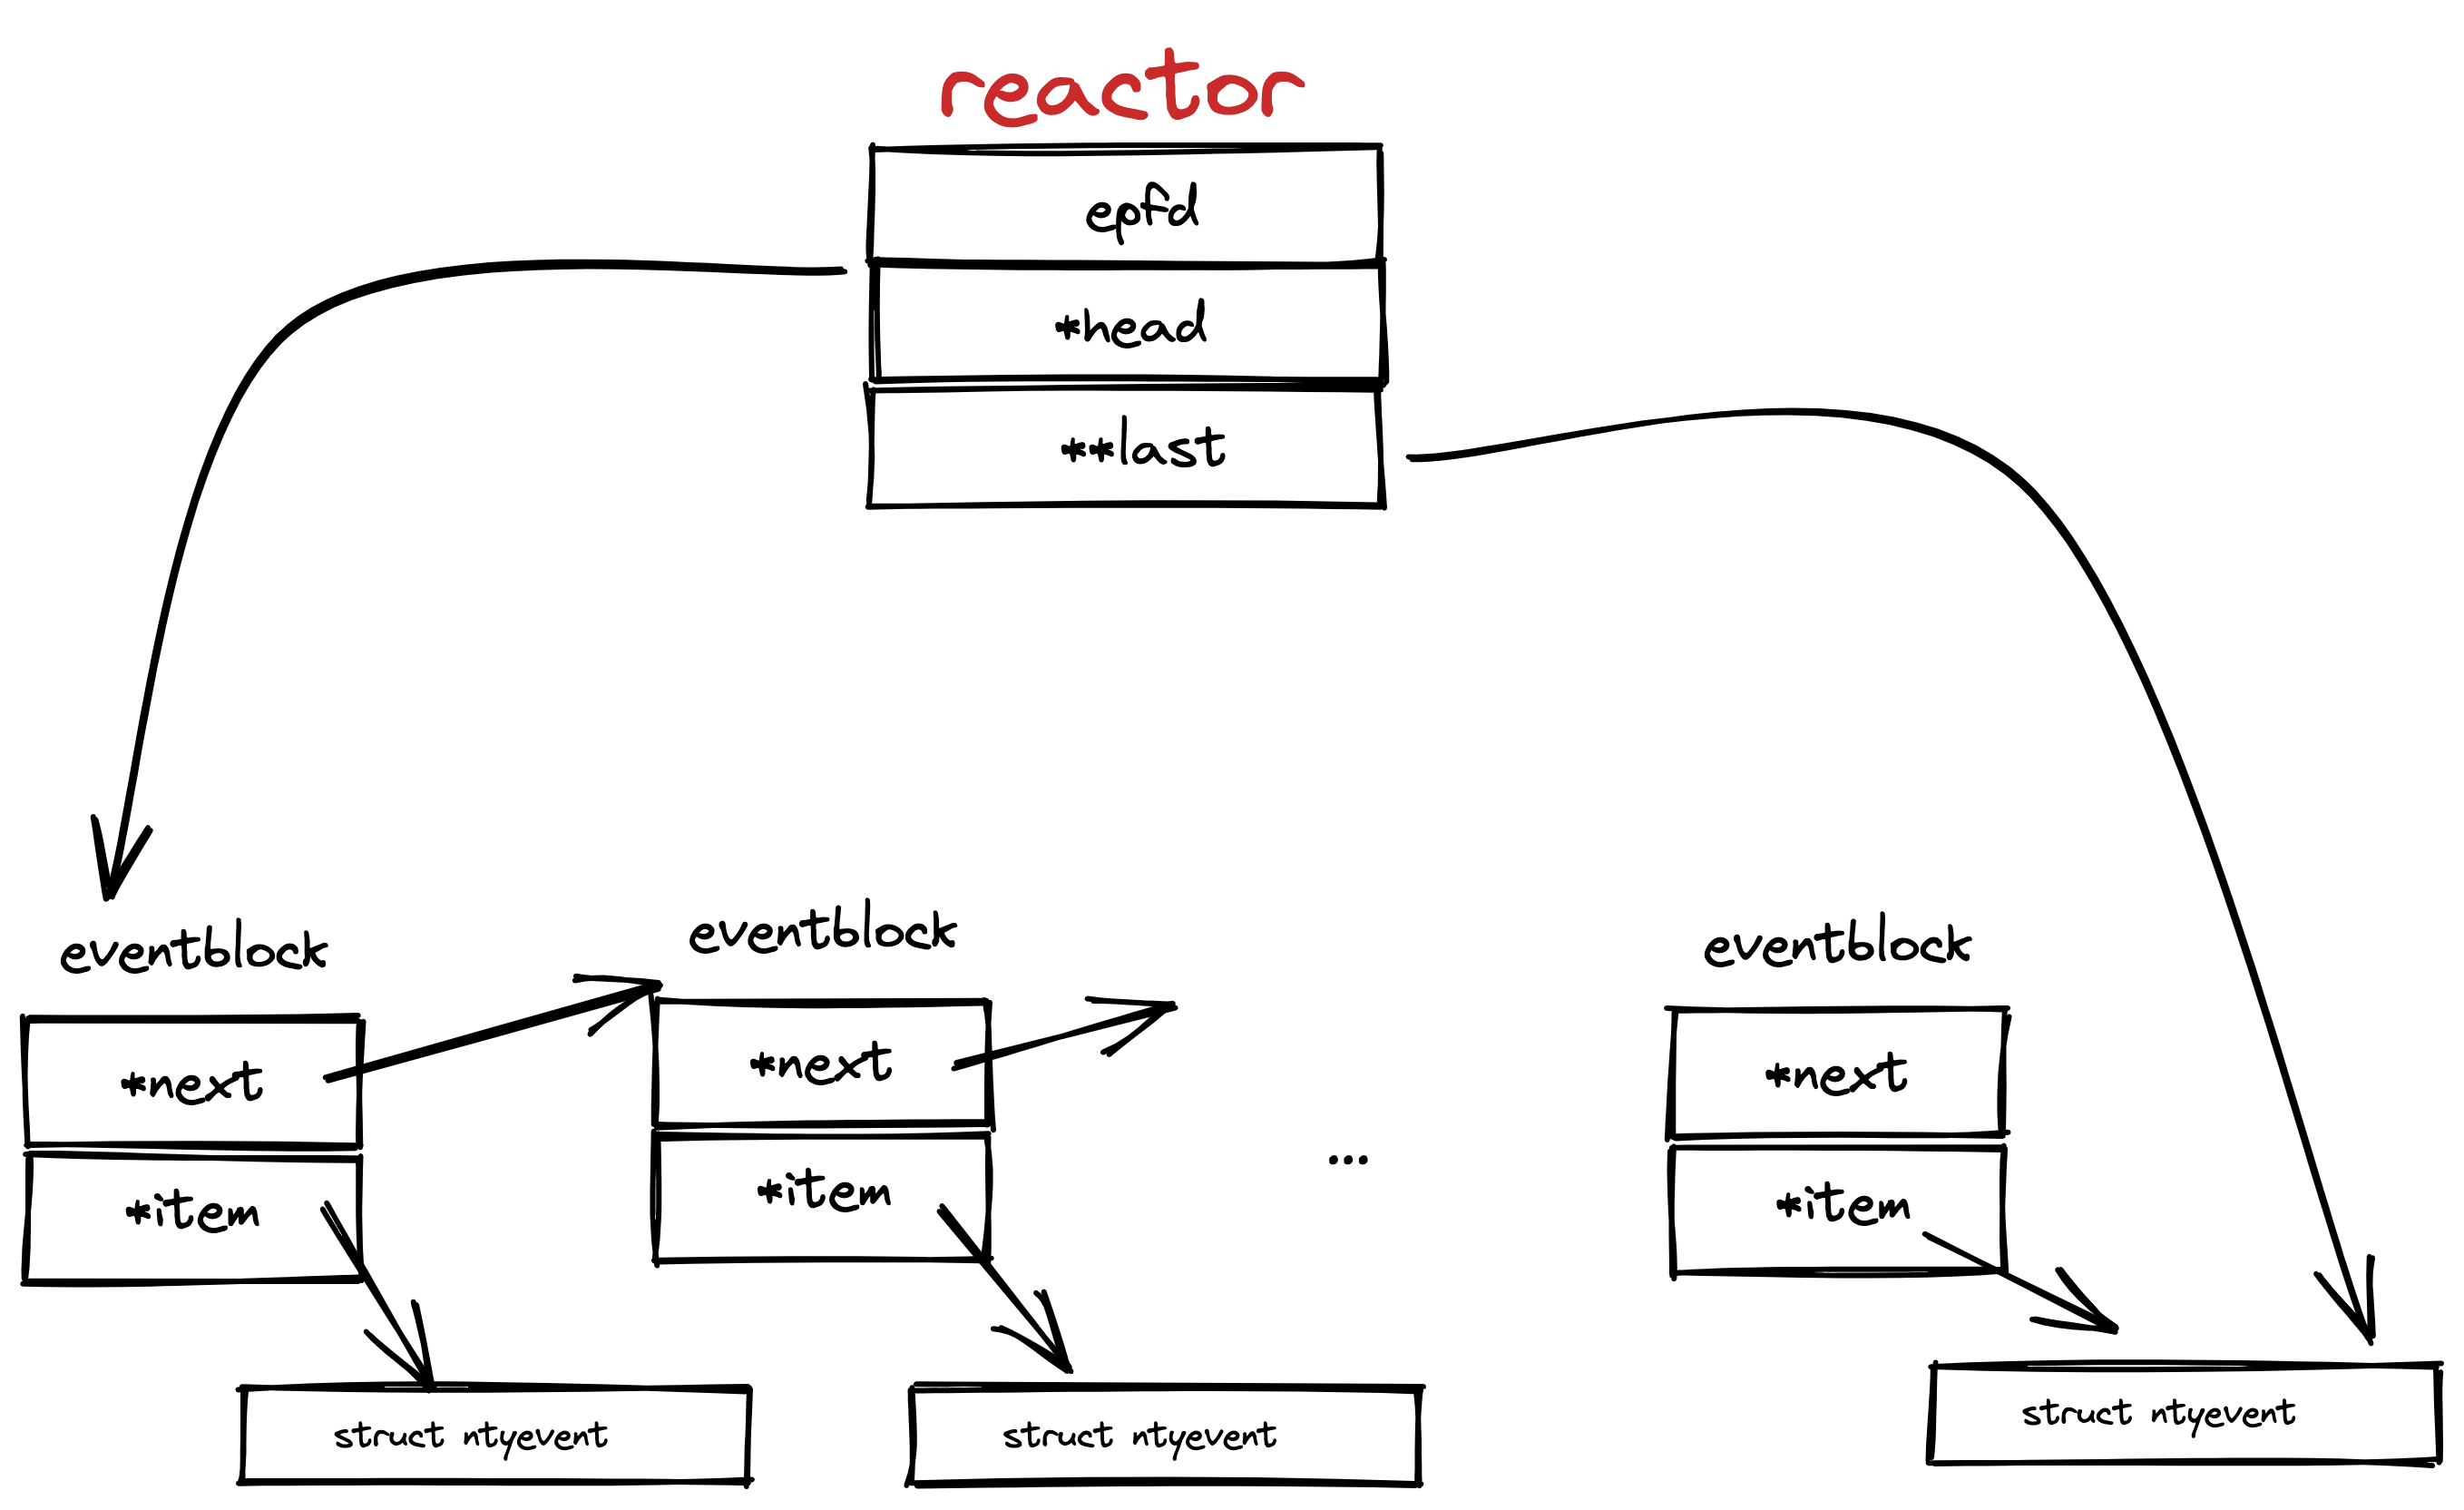 reactor
epfd
*head
**last
eventblock
*next
*item
struct ntyevent
eventblock
*next
*item
struct ntyevent
...
eventblock
*next
*item
struct ntyevent